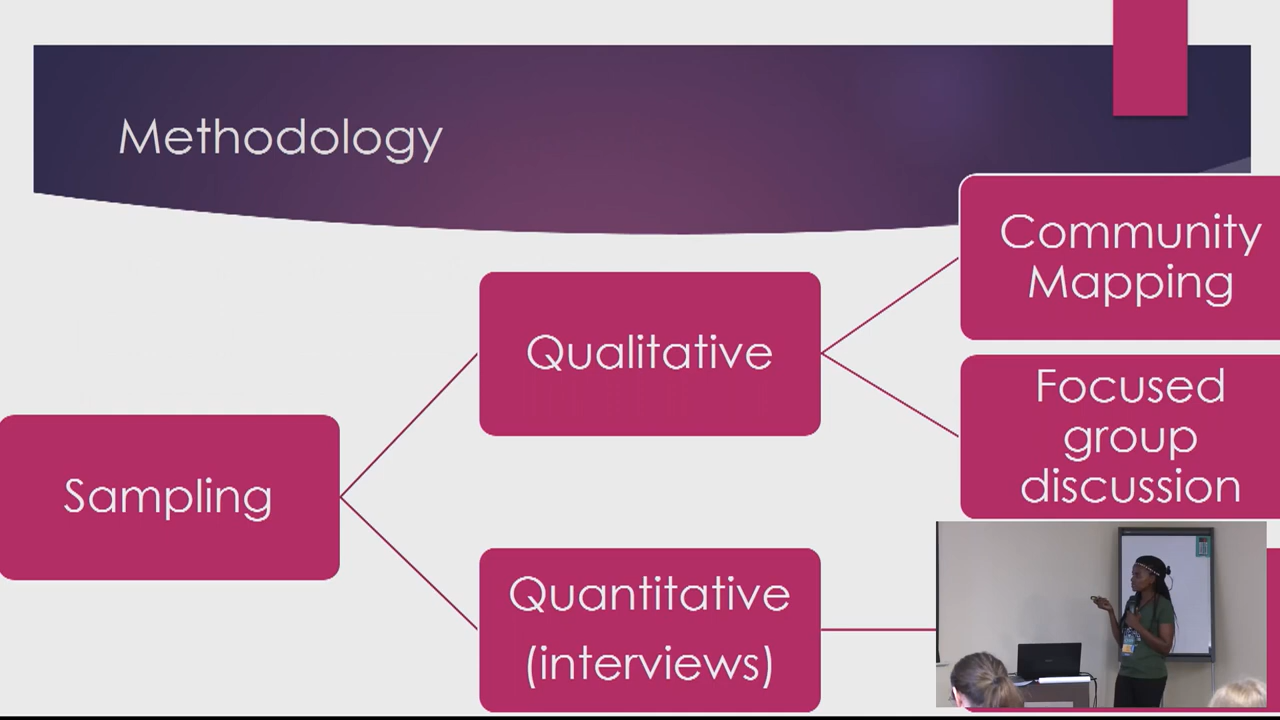 Methodology
Community
Mapping
Qualitative
Focused
group
discussion
Sampling
Quantitative
(interviews)